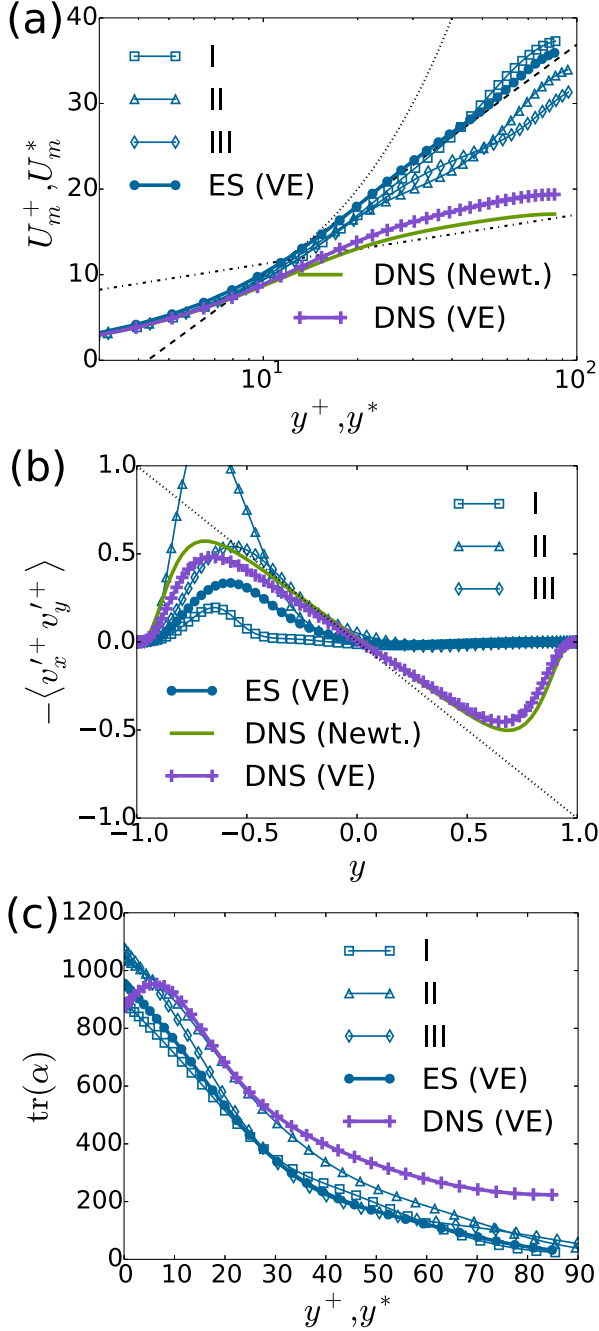 (a)
40
30
20
10
0
U_m^+, U_m^*
I
II
III
ES (VE)
DNS (Newt.)
DNS (VE)
10^1
10^2
y^+, y^*
(b)
1.0
0.5
0.0
−0.5
−1.0
−⟨v_x'^+ v_y'^+⟩
I
II
III
ES (VE)
DNS (Newt.)
DNS (VE)
−1.0 −0.5 0.0 0.5 1.0
y
(c)
1200
1000
800
600
400
200
0
tr(α)
I
II
III
ES (VE)
DNS (VE)
0 10 20 30 40 50 60 70 80 90
y^+, y^*